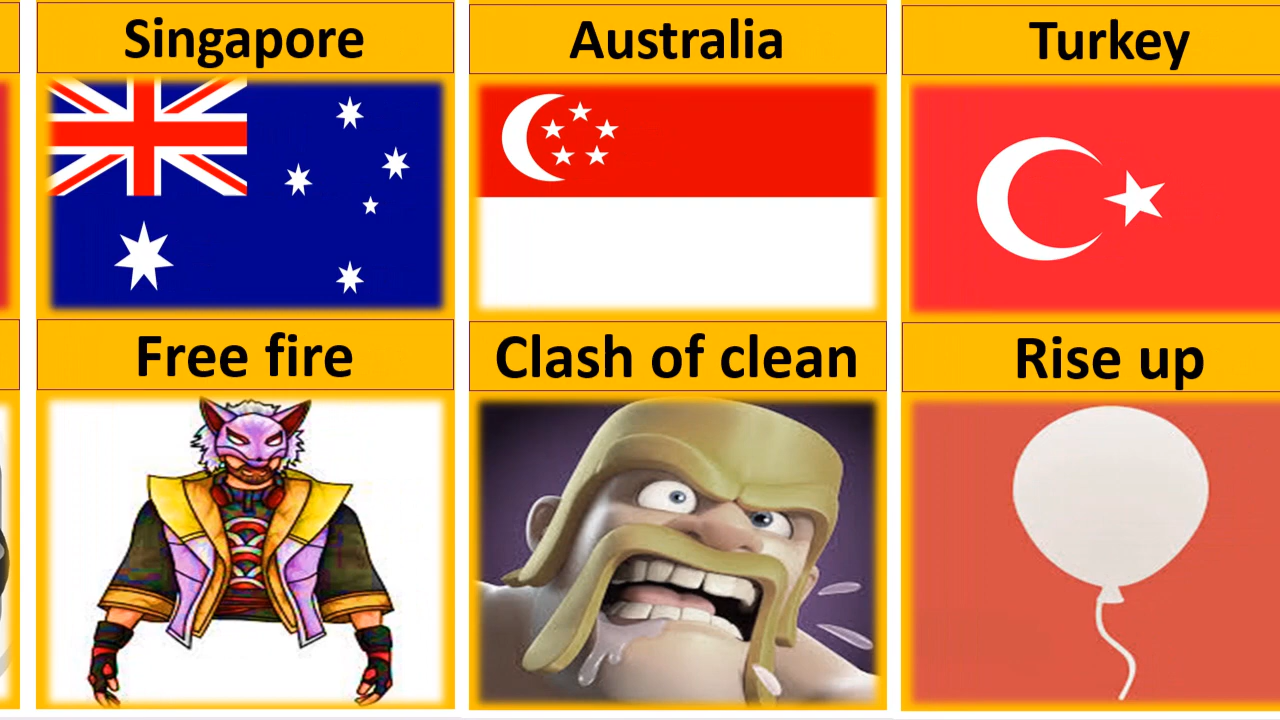 Singapore
Australia
Turkey
Free fire
Clash of clean
Rise up